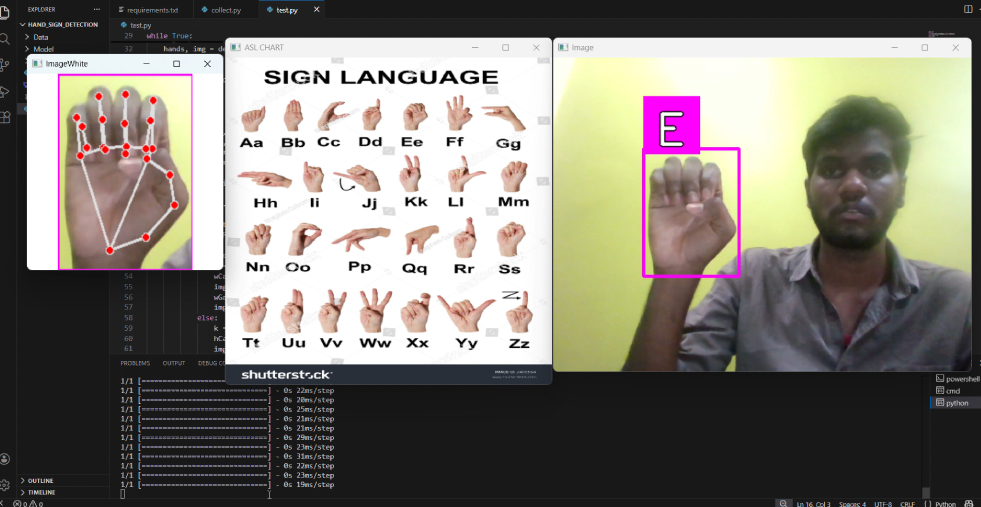 EXPLORER
requirements.txt
collect.py
test.py
HAND_SIGN_DETECTION
test.py
Data
29 while True:
Model
32 hands, img = de
ImageWhite
ASL CHART
Image
SIGN LANGUAGE
Aa Bb Cc Dd Ee Ff Gg
Hh Ii Jj Kk Ll Mm
Nn Oo Pp Qq Rr Ss
Tt Uu Vv Ww Xx Yy Zz
shutterstock
E
54 wC
55 img
56 wGa
57 img
58 else:
59 k =
60 hCa
61 img
PROBLEMS OUTPUT DEBUG CO
1/1 [==============================]
1/1 [==============================] - 0s 22ms/step
1/1 [==============================] - 0s 20ms/step
1/1 [==============================] - 0s 25ms/step
1/1 [==============================] - 0s 21ms/step
1/1 [==============================] - 0s 21ms/step
1/1 [==============================] - 0s 29ms/step
1/1 [==============================] - 0s 23ms/step
1/1 [==============================] - 0s 31ms/step
1/1 [==============================] - 0s 22ms/step
1/1 [==============================] - 0s 23ms/step
1/1 [==============================] - 0s 19ms/step
powershell
cmd
python
OUTLINE
TIMELINE
0 0
Ln 16, Col 3 Spaces: 4 UTF-8 CRLF Python